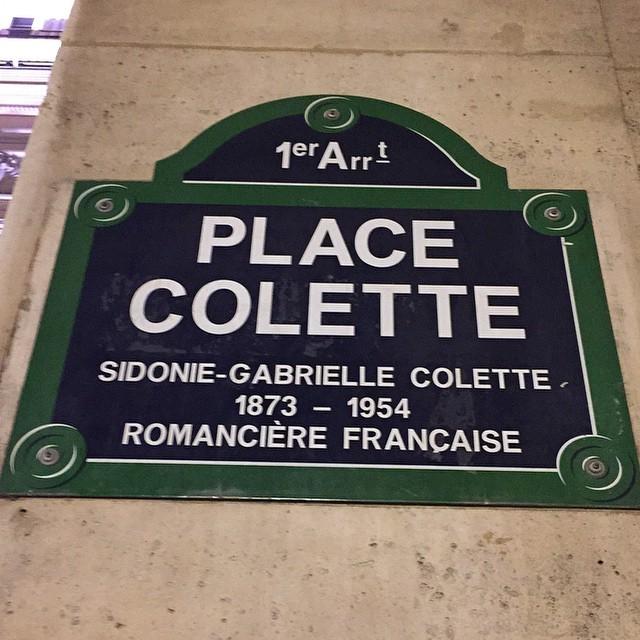 1er Arrt
PLACE
COLETTE
SIDONIE-GABRIELLE COLETTE
1873 – 1954
ROMANCIÈRE FRANÇAISE